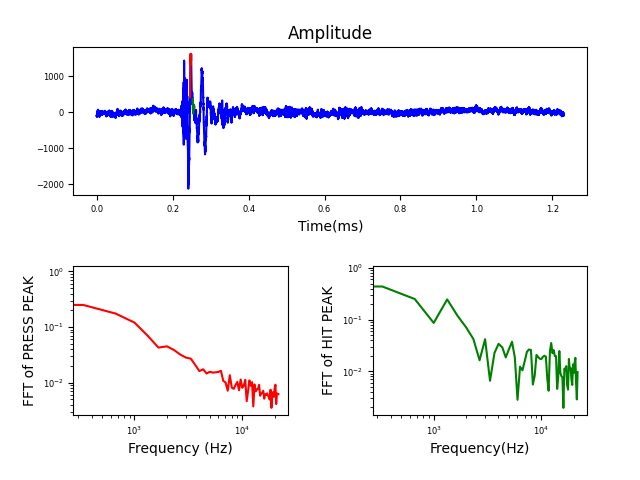 Amplitude
1000
0
−1000
−2000
0.0 0.2 0.4 0.6 0.8 1.0 1.2
Time(ms)
10⁰
10⁻¹
10⁻²
FFT of PRESS PEAK
10³ 10⁴
Frequency (Hz)
10⁰
10⁻¹
10⁻²
FFT of HIT PEAK
10³ 10⁴
Frequency(Hz)